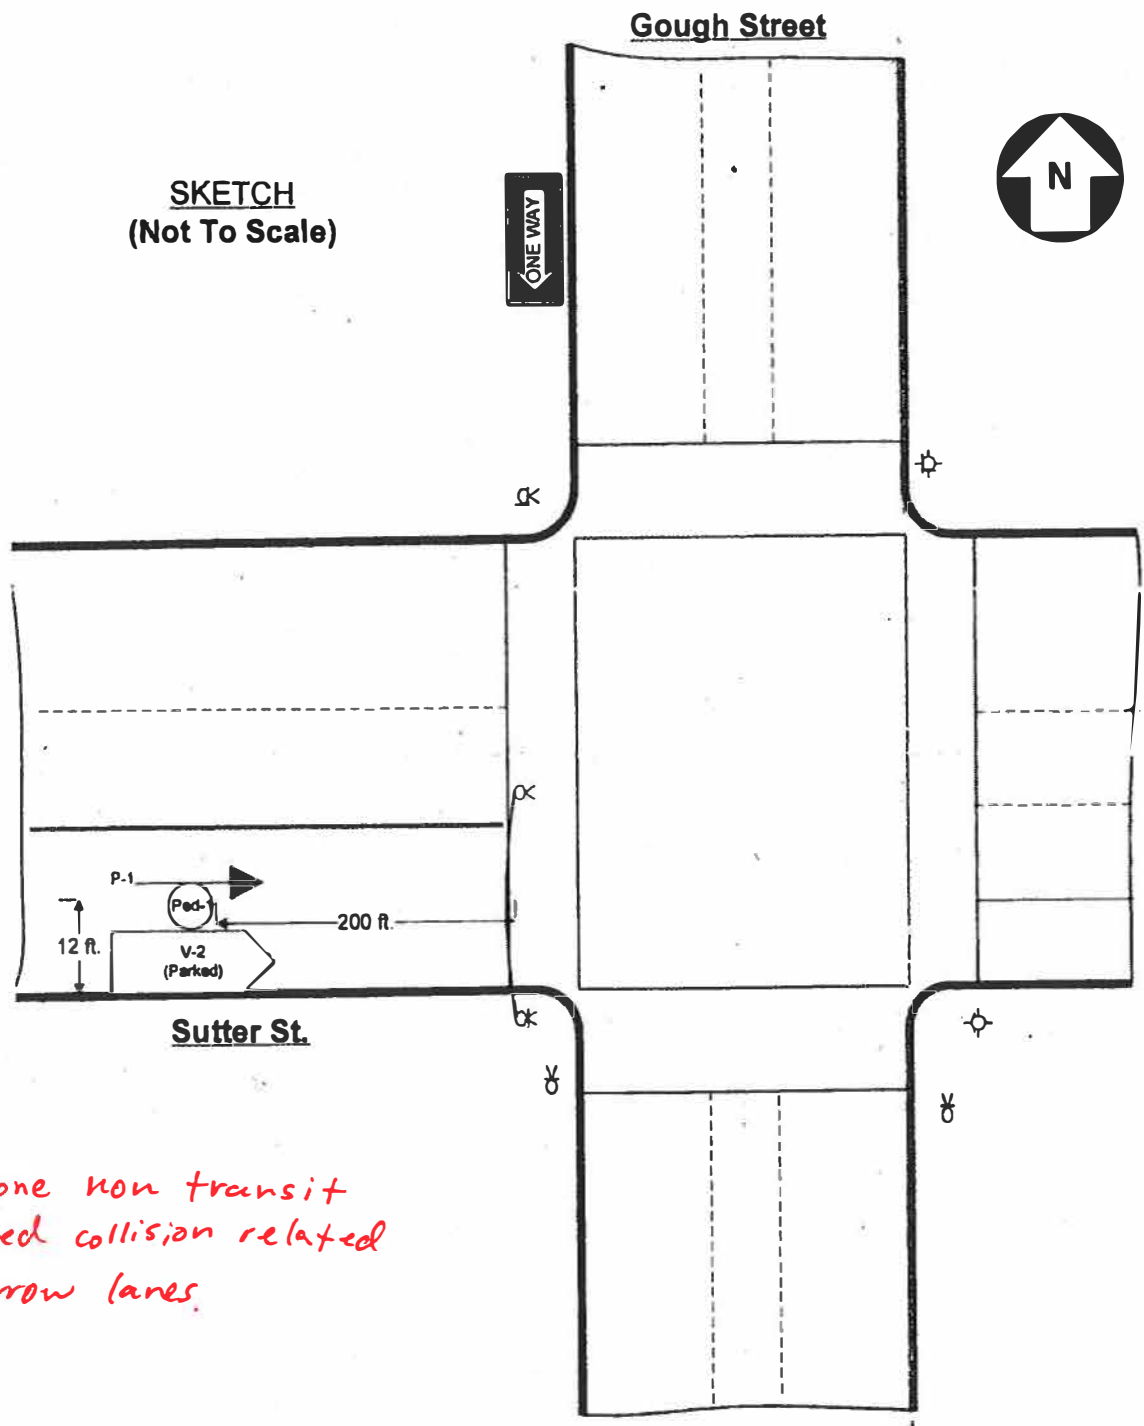 Gough Street
SKETCH
(Not To Scale)
ONE WAY
N
P-1
Ped-1
200 ft.
12 ft.
V-2
(Parked)
Sutter St.
one non transit
ed collision related
row lanes